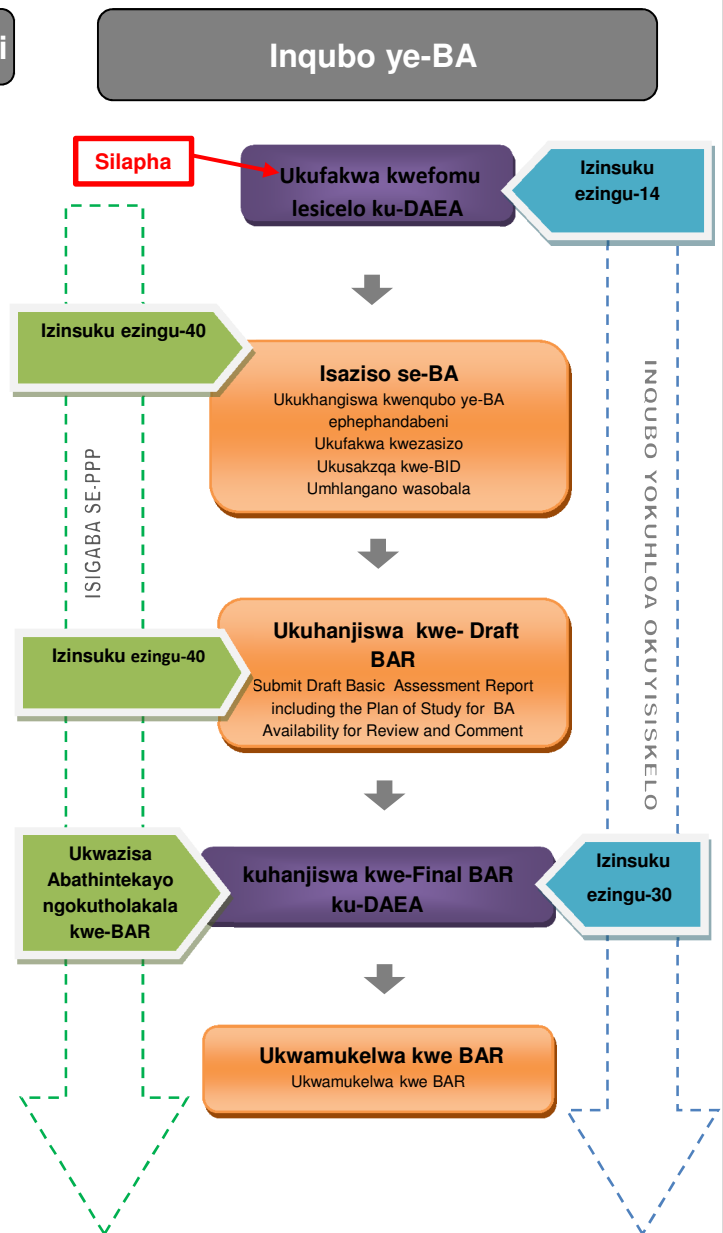 i
Inqubo ye-BA
Silapha
Ukufakwa kwefomu
lesicelo ku-DAEA
Izinsuku
ezingu-14
Izinsuku ezingu-40
Isaziso se-BA
Ukukhangiswa kwenqubo ye-BA
ephephandabeni
Ukufakwa kwezasizo
Ukusakzqa kwe-BID
Umhlangano wasobala
ISIGABA SE-PPP
INQUBO YOKUHLOA OKUYISISKELO
Izinsuku ezingu-40
Ukuhanjiswa kwe- Draft
BAR
Submit Draft Basic Assessment Report
including the Plan of Study for BA
Availability for Review and Comment
Ukwazisa
Abathintekayo
ngokutholakala
kwe-BAR
kuhanjiswa kwe-Final BAR
ku-DAEA
Izinsuku
ezingu-30
Ukwamukelwa kwe BAR
Ukwamukelwa kwe BAR